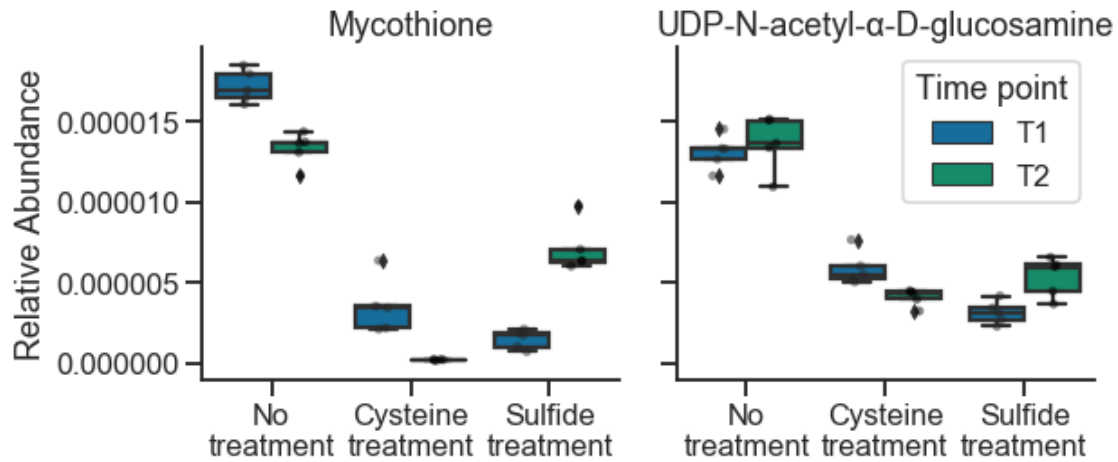 Mycothione
UDP-N-acetyl-α-D-glucosamine
Relative Abundance
0.000015
0.000010
0.000005
0.000000
Time point
T1
T2
No
treatment
Cysteine
treatment
Sulfide
treatment
No
treatment
Cysteine
treatment
Sulfide
treatment